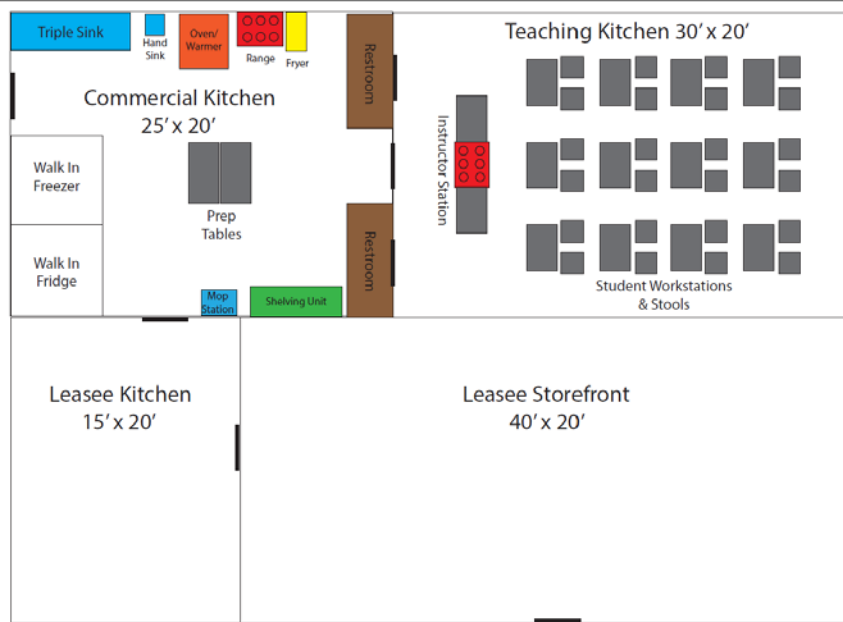 Triple Sink
Hand
Sink
Oven/
Warmer
Range
Fryer
Restroom
Commercial Kitchen
25’ x 20’
Walk In
Freezer
Walk In
Fridge
Prep
Tables
Mop
Station
Shelving Unit
Restroom
Teaching Kitchen 30’ x 20’
Instructor Station
Student Workstations
& Stools
Leasee Kitchen
15’ x 20’
Leasee Storefront
40’ x 20’